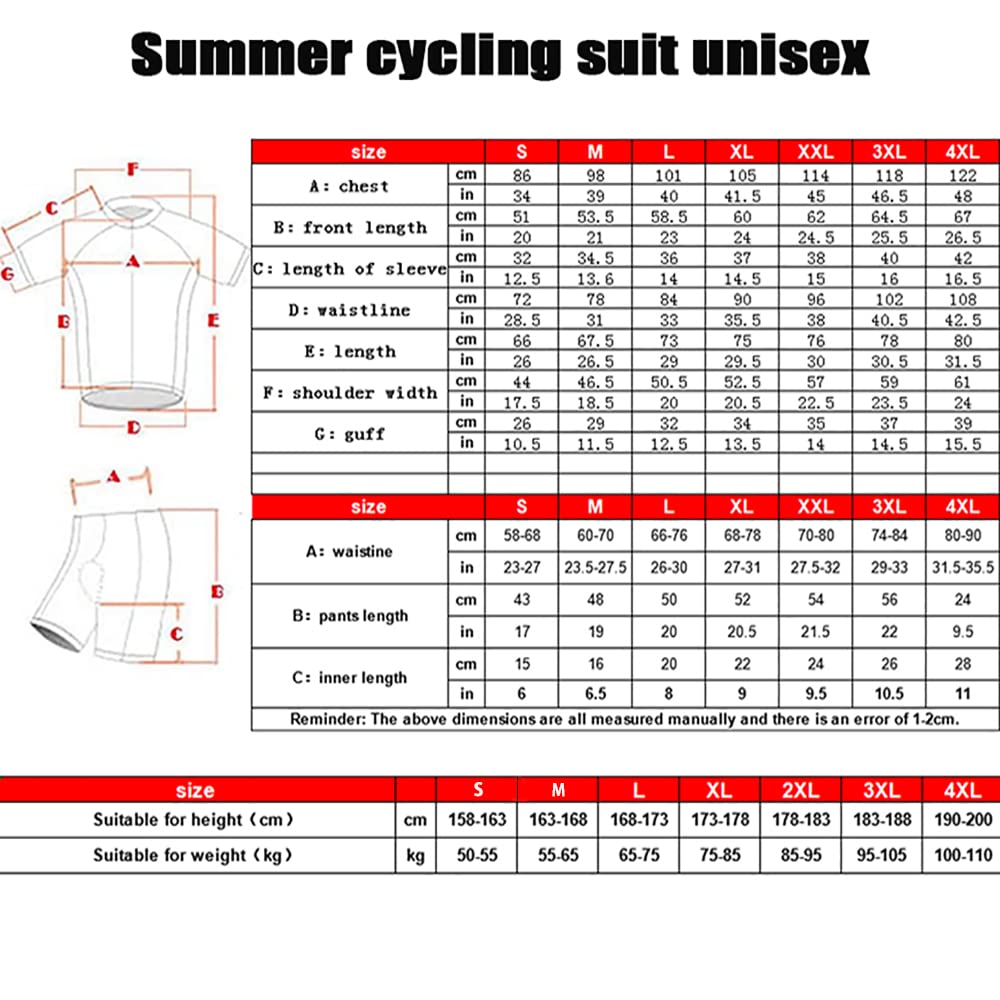 Summer cycling suit unisex
size S M L XL XXL 3XL 4XL
A: chest cm 86 98 101 105 114 118 122
in 34 39 40 41.5 45 46.5 48
B: front length cm 51 53.5 58.5 60 62 64.5 67
in 20 21 23 24 24.5 25.5 26.5
C: length of sleeve cm 32 34.5 36 37 38 40 42
in 12.5 13.6 14 14.5 15 16 16.5
D: waistline cm 72 78 84 90 96 102 108
in 28.5 31 33 35.5 38 40.5 42.5
E: length cm 66 67.5 73 75 76 78 80
in 26 26.5 29 29.5 30 30.5 31.5
F: shoulder width cm 44 46.5 50.5 52.5 57 59 61
in 17.5 18.5 20 20.5 22.5 23.5 24
G: guff cm 26 29 32 34 35 37 39
in 10.5 11.5 12.5 13.5 14 14.5 15.5
F
C
G
A
B
E
D
size S M L XL XXL 3XL 4XL
A: waistine cm 58-68 60-70 66-76 68-78 70-80 74-84 80-90
in 23-27 23.5-27.5 26-30 27-31 27.5-32 29-33 31.5-35.5
B: pants length cm 43 48 50 52 54 56 24
in 17 19 20 20.5 21.5 22 9.5
C: inner length cm 15 16 20 22 24 26 28
in 6 6.5 8 9 9.5 10.5 11
Reminder: The above dimensions are all measured manually and there is an error of 1-2cm.
A
B
C
size S M L XL 2XL 3XL 4XL
Suitable for height (cm) cm 158-163 163-168 168-173 173-178 178-183 183-188 190-200
Suitable for weight (kg) kg 50-55 55-65 65-75 75-85 85-95 95-105 100-110